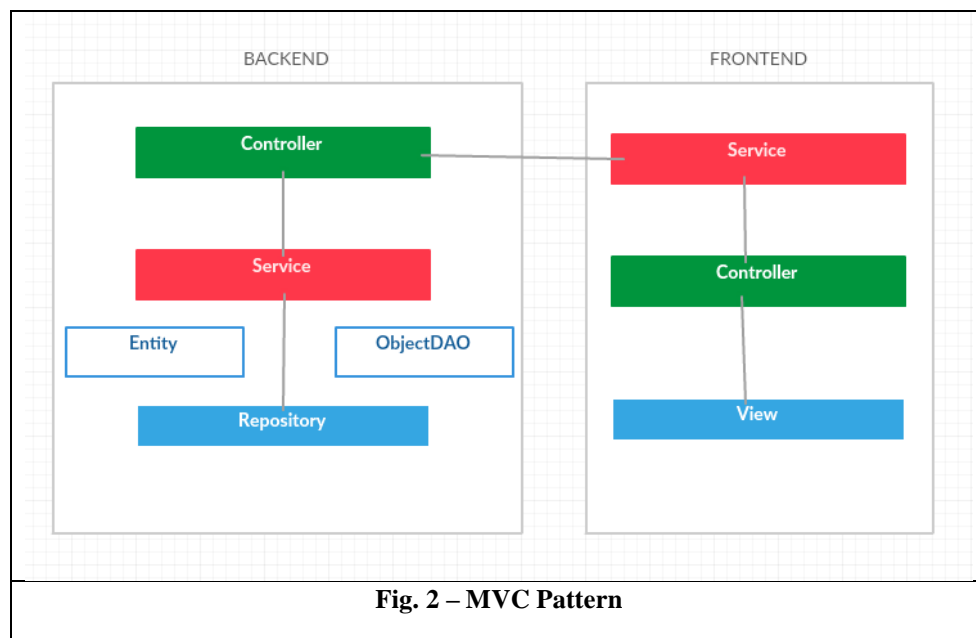 BACKEND
Controller
Service
Entity
ObjectDAO
Repository
FRONTEND
Service
Controller
View
Fig. 2 – MVC Pattern